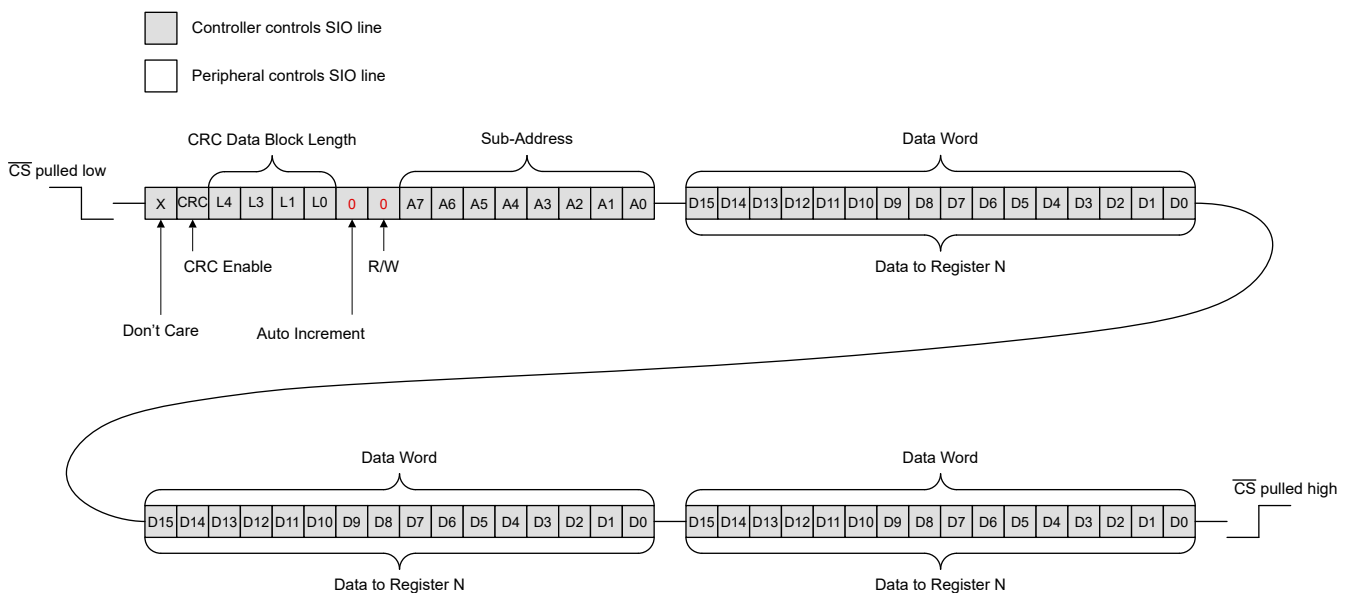 Controller controls SIO line
Peripheral controls SIO line
CRC Data Block Length
Sub-Address
Data Word
CS pulled low
X CRC L4 L3 L1 L0 0 0 A7 A6 A5 A4 A3 A2 A1 A0
D15 D14 D13 D12 D11 D10 D9 D8 D7 D6 D5 D4 D3 D2 D1 D0
CRC Enable
R/W
Data to Register N
Don't Care
Auto Increment
Data Word
Data Word
CS pulled high
D15 D14 D13 D12 D11 D10 D9 D8 D7 D6 D5 D4 D3 D2 D1 D0
D15 D14 D13 D12 D11 D10 D9 D8 D7 D6 D5 D4 D3 D2 D1 D0
Data to Register N
Data to Register N